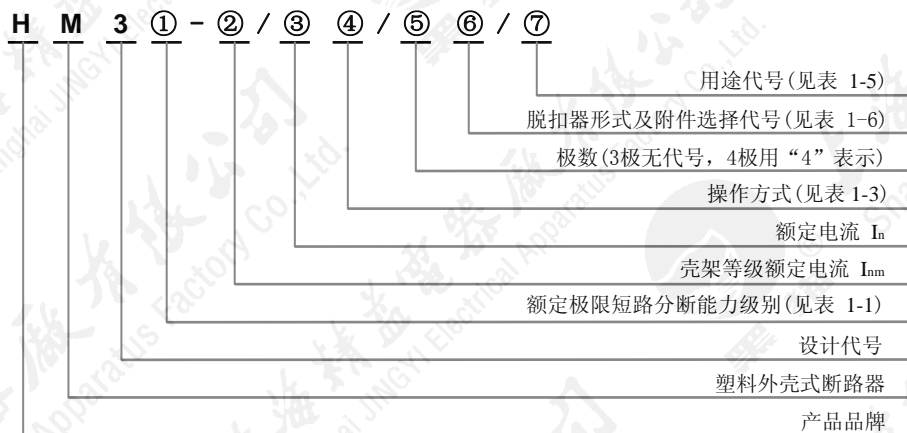 H M 3 ① - ② / ③ ④ / ⑤ ⑥ / ⑦
用途代号(见表 1-5)
脱扣器形式及附件选择代号(见表 1-6)
极数(3极无代号，4极用“4”表示)
操作方式(见表 1-3)
额定电流 In
壳架等级额定电流 Inm
额定极限短路分断能力级别(见表 1-1)
设计代号
塑料外壳式断路器
产品品牌